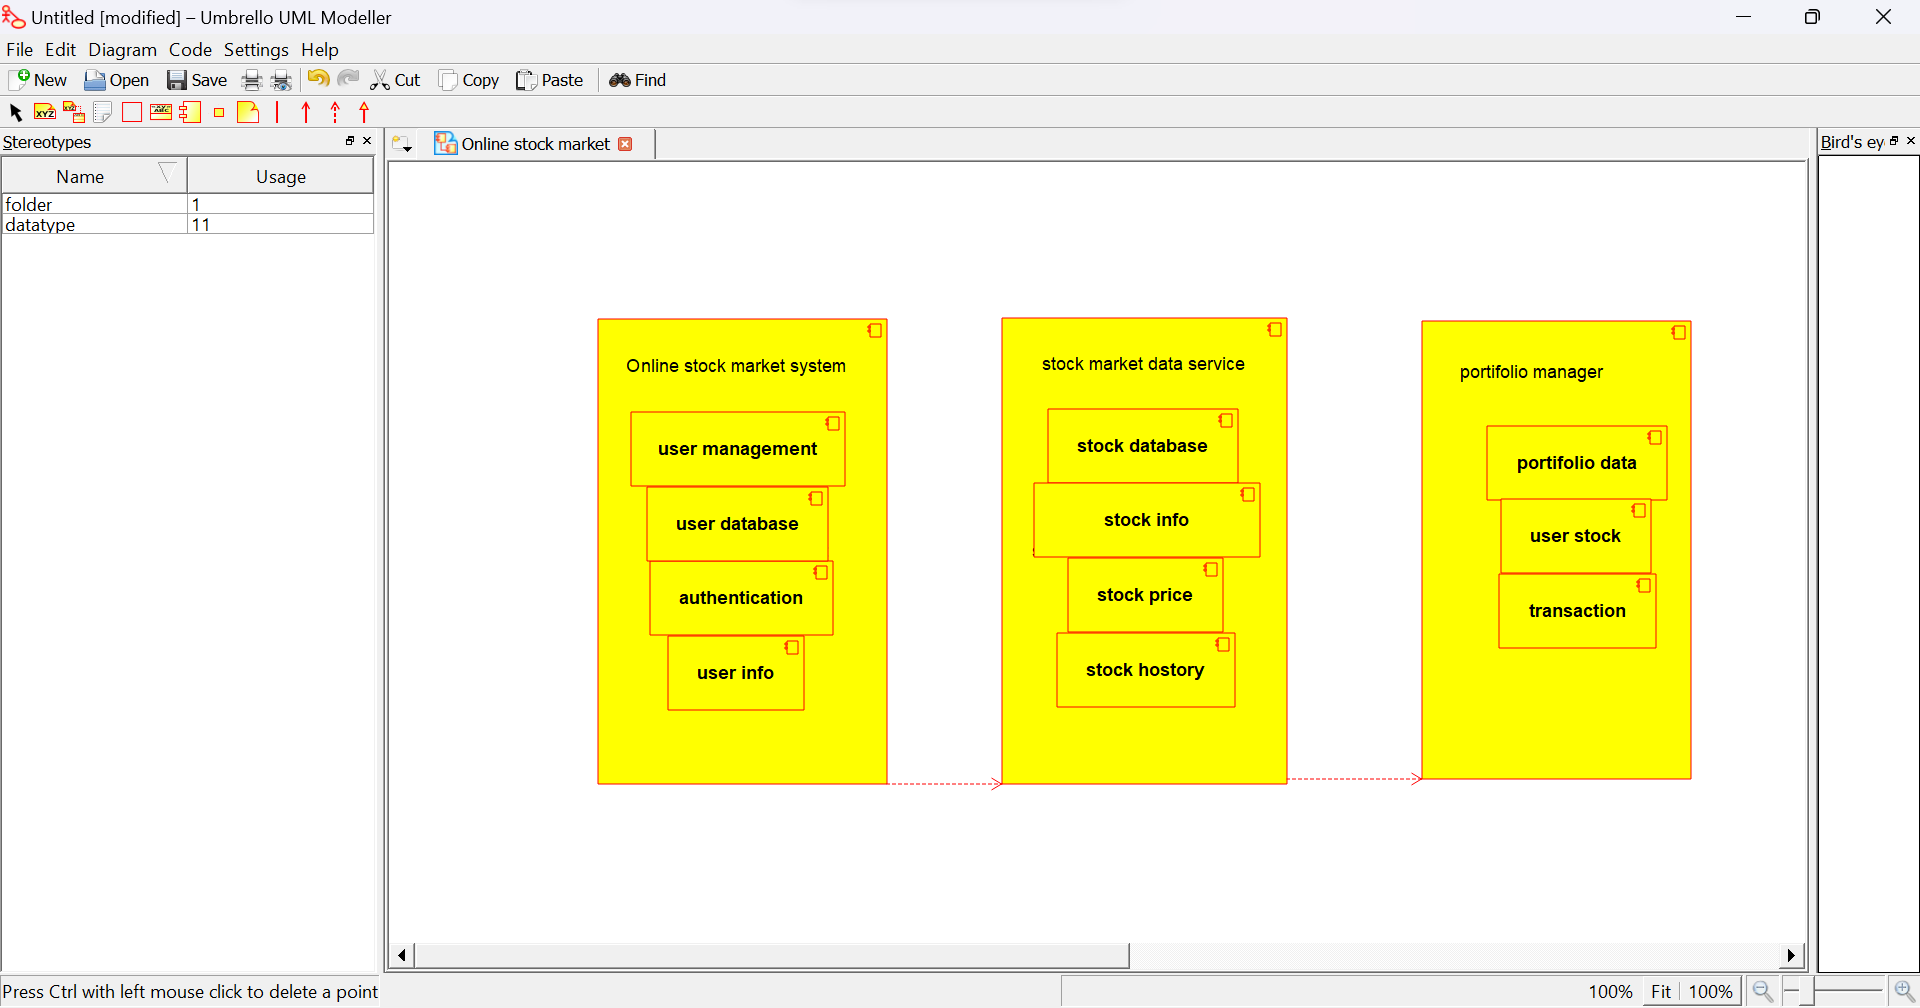 Untitled [modified] – Umbrello UML Modeller
File Edit Diagram Code Settings Help
New Open Save Cut Copy Paste Find
XYZ XYZ ABC
Stereotypes
Name Usage
folder 1
datatype 11
Online stock market
Bird's ey
Online stock market system
user management
user database
authentication
user info
stock market data service
stock database
stock info
stock price
stock hostory
portifolio manager
portifolio data
user stock
transaction
Press Ctrl with left mouse click to delete a point
100% Fit 100%